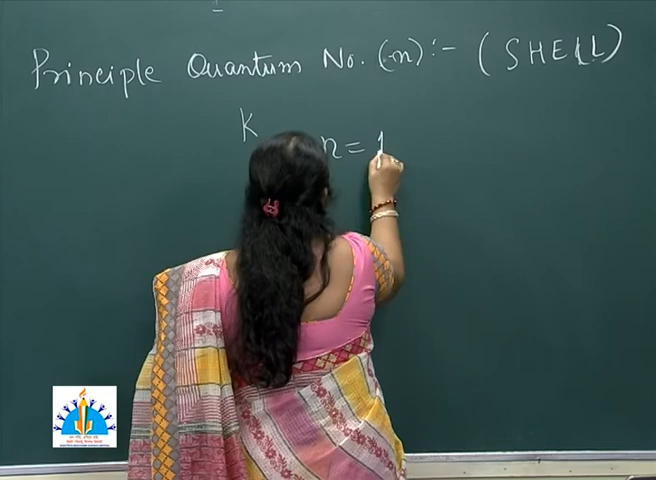 Principle Quantum No. (n) :- (SHELL)
K n = 1